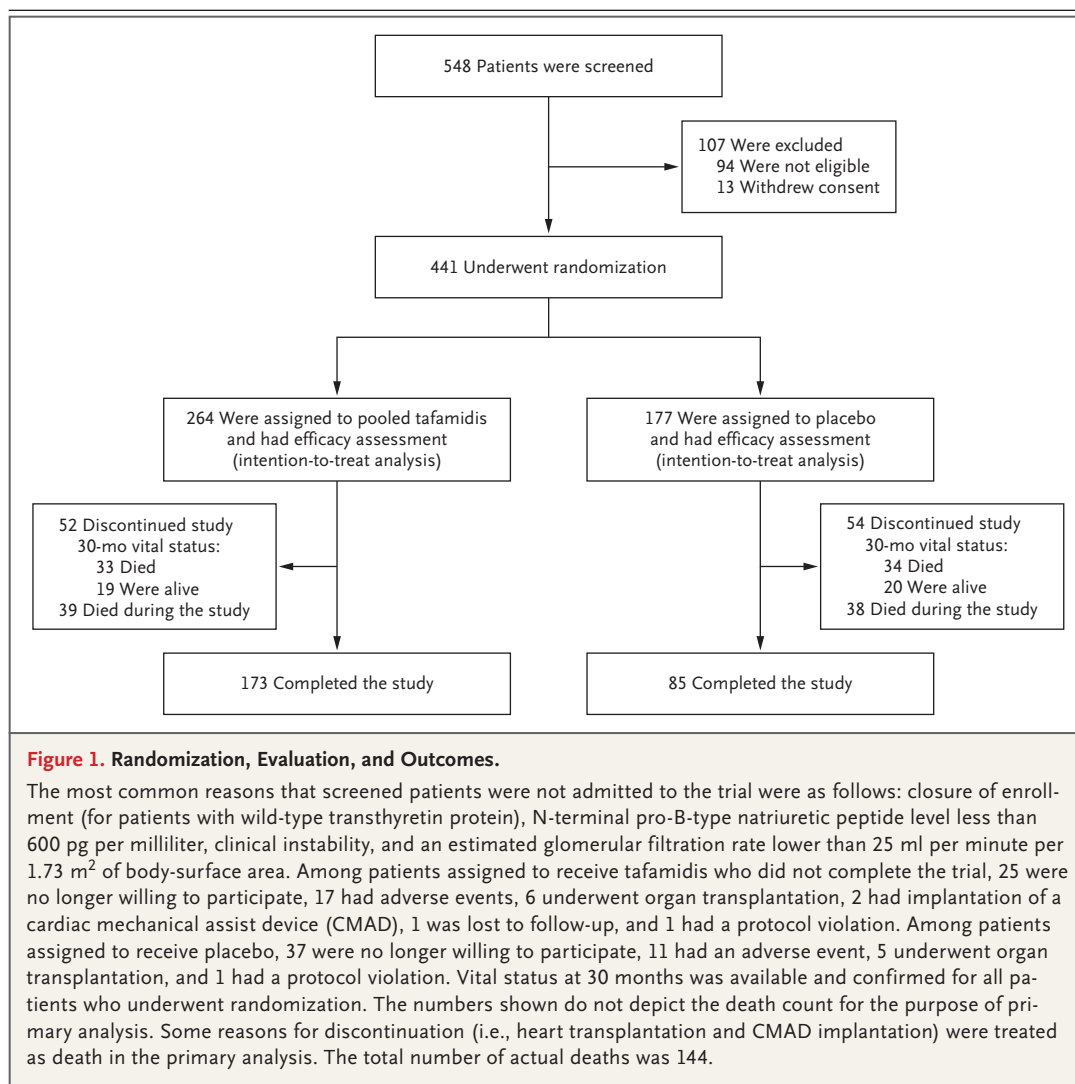 548 Patients were screened
107 Were excluded
94 Were not eligible
13 Withdrew consent
441 Underwent randomization
264 Were assigned to pooled tafamidis
and had efficacy assessment
(intention-to-treat analysis)
177 Were assigned to placebo
and had efficacy assessment
(intention-to-treat analysis)
52 Discontinued study
30-mo vital status:
33 Died
19 Were alive
39 Died during the study
54 Discontinued study
30-mo vital status:
34 Died
20 Were alive
38 Died during the study
173 Completed the study
85 Completed the study
Figure 1. Randomization, Evaluation, and Outcomes.
The most common reasons that screened patients were not admitted to the trial were as follows: closure of enroll-
ment (for patients with wild-type transthyretin protein), N-terminal pro-B-type natriuretic peptide level less than
600 pg per milliliter, clinical instability, and an estimated glomerular filtration rate lower than 25 ml per minute per
1.73 m² of body-surface area. Among patients assigned to receive tafamidis who did not complete the trial, 25 were
no longer willing to participate, 17 had adverse events, 6 underwent organ transplantation, 2 had implantation of a
cardiac mechanical assist device (CMAD), 1 was lost to follow-up, and 1 had a protocol violation. Among patients
assigned to receive placebo, 37 were no longer willing to participate, 11 had an adverse event, 5 underwent organ
transplantation, and 1 had a protocol violation. Vital status at 30 months was available and confirmed for all pa-
tients who underwent randomization. The numbers shown do not depict the death count for the purpose of pri-
mary analysis. Some reasons for discontinuation (i.e., heart transplantation and CMAD implantation) were treated
as death in the primary analysis. The total number of actual deaths was 144.